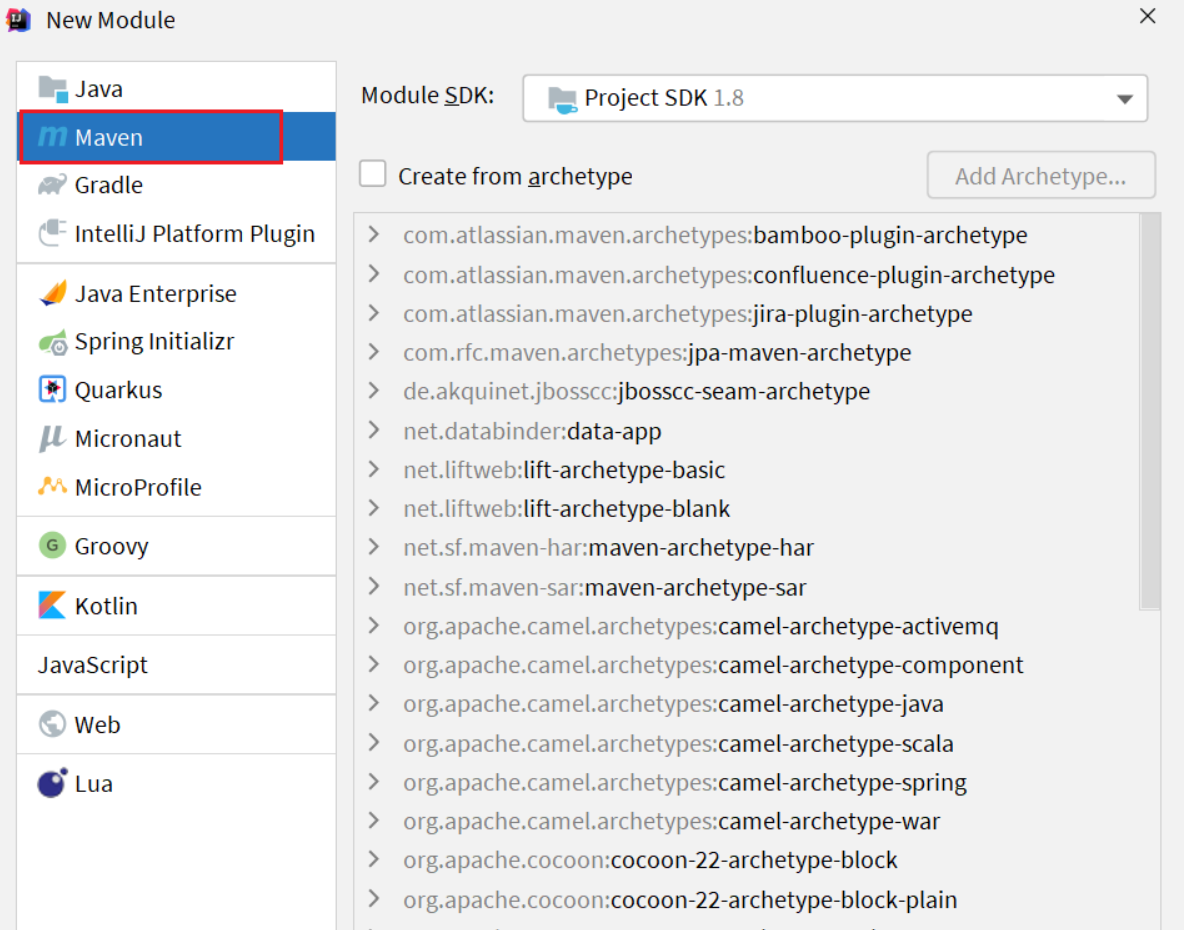 New Module
Java
Maven
Gradle
IntelliJ Platform Plugin
Java Enterprise
Spring Initializr
Quarkus
Micronaut
MicroProfile
Groovy
Kotlin
JavaScript
Web
Lua
Module SDK: Project SDK 1.8
Create from archetype Add Archetype...
com.atlassian.maven.archetypes:bamboo-plugin-archetype
com.atlassian.maven.archetypes:confluence-plugin-archetype
com.atlassian.maven.archetypes:jira-plugin-archetype
com.rfc.maven.archetypes:jpa-maven-archetype
de.akquinet.jbosscc:jbosscc-seam-archetype
net.databinder:data-app
net.liftweb:lift-archetype-basic
net.liftweb:lift-archetype-blank
net.sf.maven-har:maven-archetype-har
net.sf.maven-sar:maven-archetype-sar
org.apache.camel.archetypes:camel-archetype-activemq
org.apache.camel.archetypes:camel-archetype-component
org.apache.camel.archetypes:camel-archetype-java
org.apache.camel.archetypes:camel-archetype-scala
org.apache.camel.archetypes:camel-archetype-spring
org.apache.camel.archetypes:camel-archetype-war
org.apache.cocoon:cocoon-22-archetype-block
org.apache.cocoon:cocoon-22-archetype-block-plain